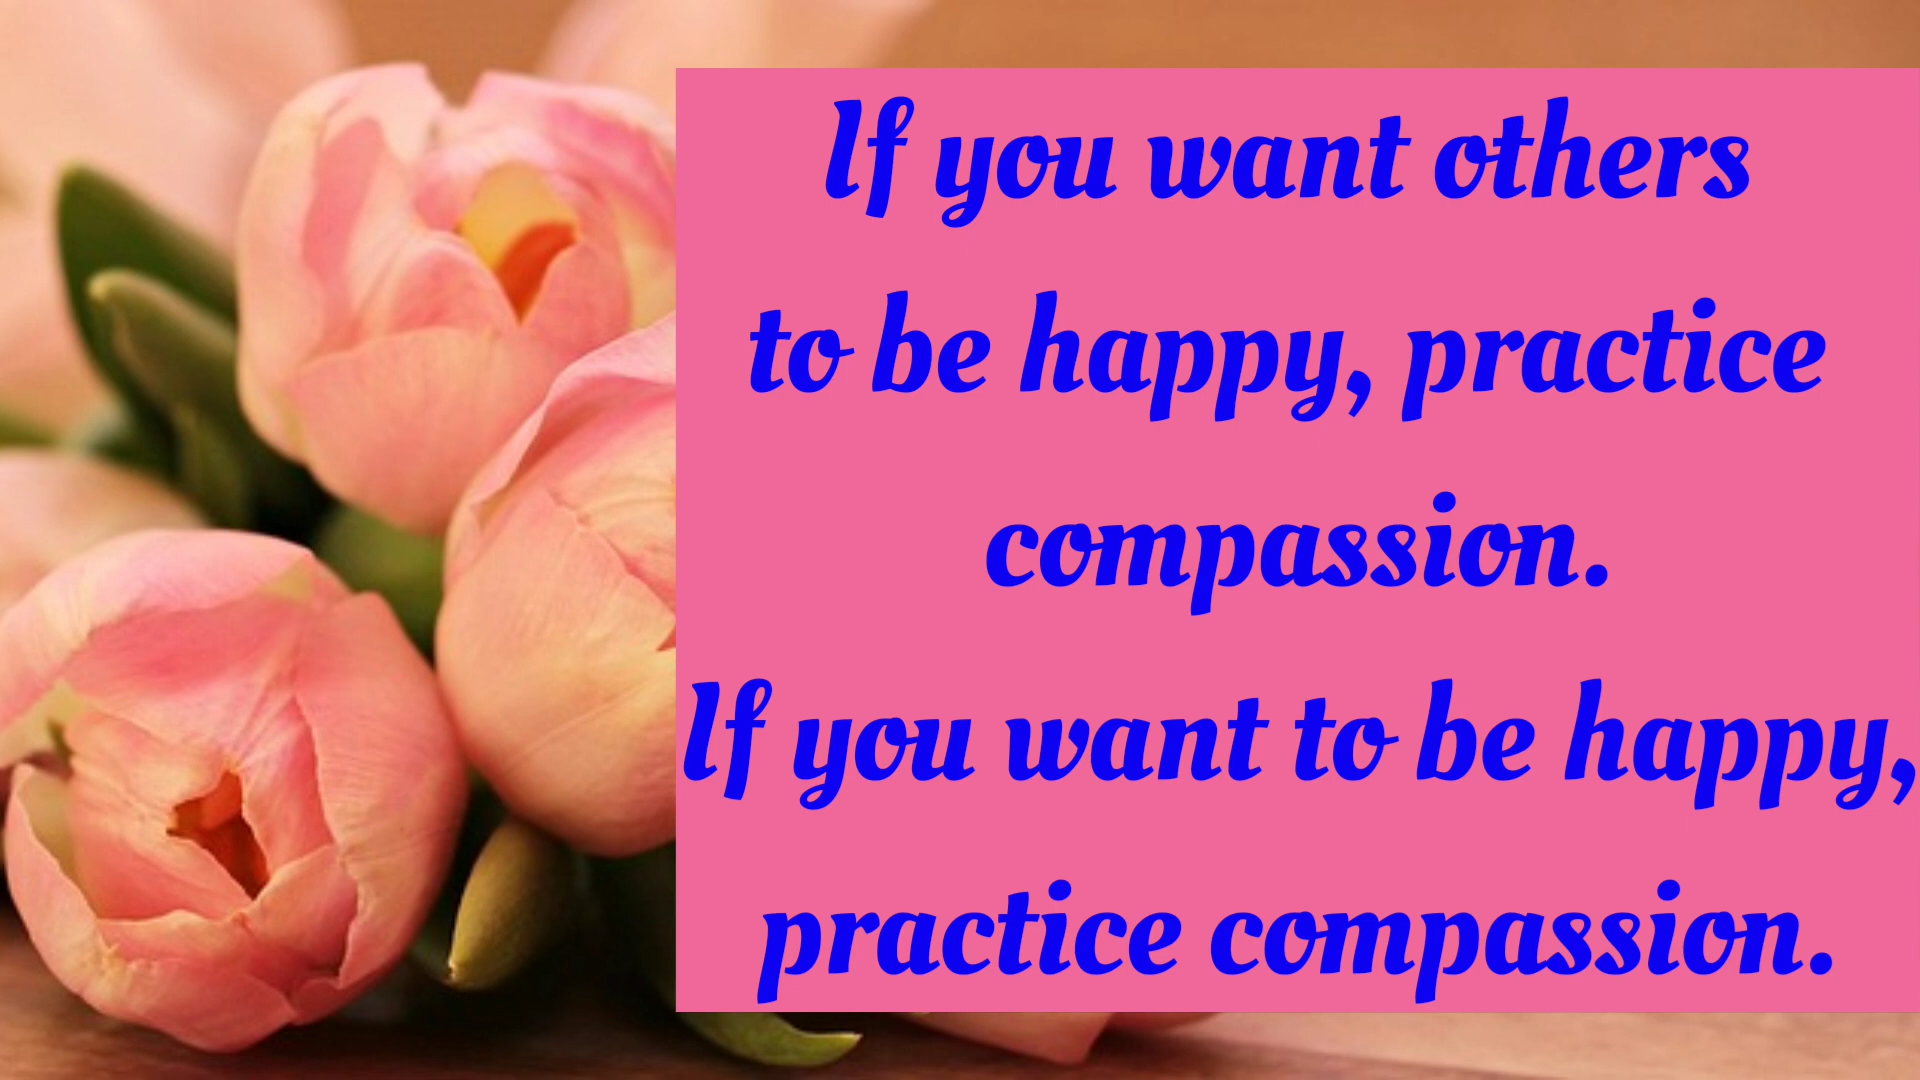 If you want others
to be happy, practice
compassion.
If you want to be happy,
practice compassion.